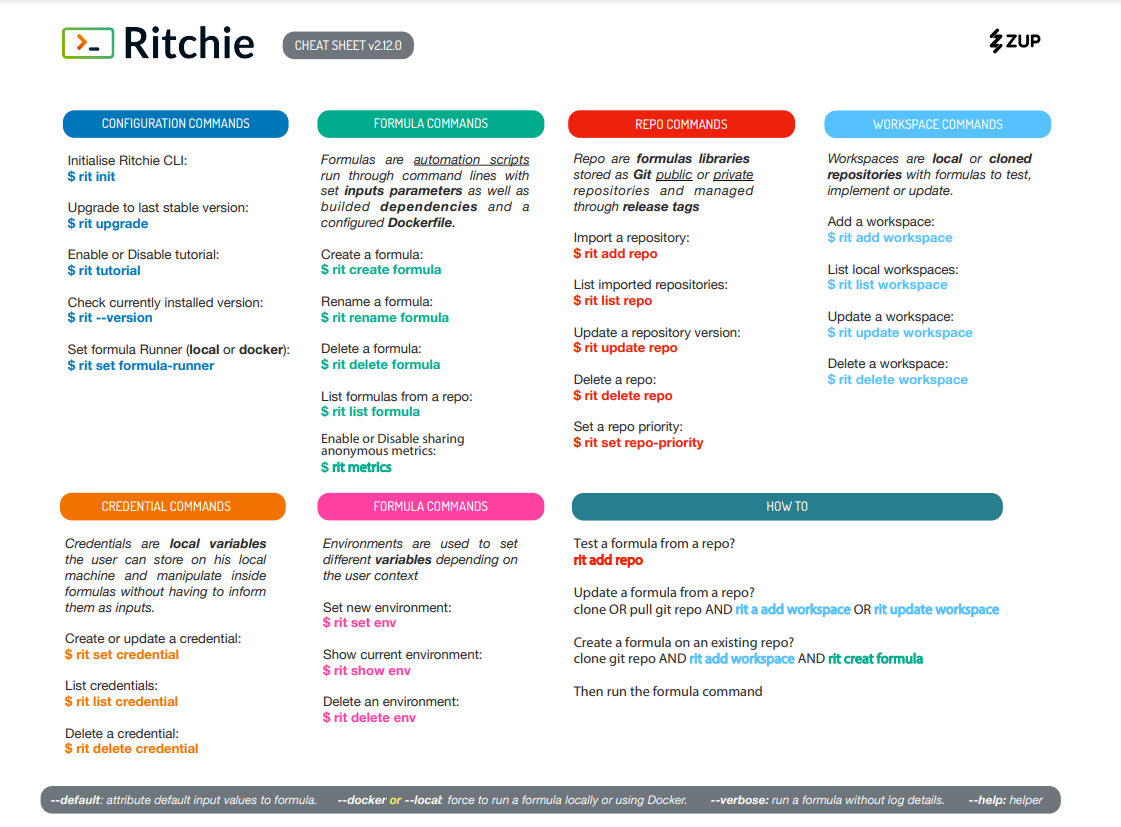 Ritchie
CHEAT SHEET v2.12.0
ZUP
CONFIGURATION COMMANDS
Initialise Ritchie CLI:
$ rit init
Upgrade to last stable version:
$ rit upgrade
Enable or Disable tutorial:
$ rit tutorial
Check currently installed version:
$ rit --version
Set formula Runner (local or docker):
$ rit set formula-runner
FORMULA COMMANDS
Formulas are automation scripts
run through command lines with
set inputs parameters as well as
builded dependencies and a
configured Dockerfile.
Create a formula:
$ rit create formula
Rename a formula:
$ rit rename formula
Delete a formula:
$ rit delete formula
List formulas from a repo:
$ rit list formula
Enable or Disable sharing
anonymous metrics:
$ rit metrics
REPO COMMANDS
Repo are formulas libraries
stored as Git public or private
repositories and managed
through release tags
Import a repository:
$ rit add repo
List imported repositories:
$ rit list repo
Update a repository version:
$ rit update repo
Delete a repo:
$ rit delete repo
Set a repo priority:
$ rit set repo-priority
WORKSPACE COMMANDS
Workspaces are local or cloned
repositories with formulas to test,
implement or update.
Add a workspace:
$ rit add workspace
List local workspaces:
$ rit list workspace
Update a workspace:
$ rit update workspace
Delete a workspace:
$ rit delete workspace
CREDENTIAL COMMANDS
Credentials are local variables
the user can store on his local
machine and manipulate inside
formulas without having to inform
them as inputs.
Create or update a credential:
$ rit set credential
List credentials:
$ rit list credential
Delete a credential:
$ rit delete credential
FORMULA COMMANDS
Environments are used to set
different variables depending on
the user context
Set new environment:
$ rit set env
Show current environment:
$ rit show env
Delete an environment:
$ rit delete env
HOW TO
Test a formula from a repo?
rit add repo
Update a formula from a repo?
clone OR pull git repo AND rit a add workspace OR rit update workspace
Create a formula on an existing repo?
clone git repo AND rit add workspace AND rit creat formula
Then run the formula command
--default: attribute default input values to formula. --docker or --local: force to run a formula locally or using Docker. --verbose: run a formula without log details. --help: helper